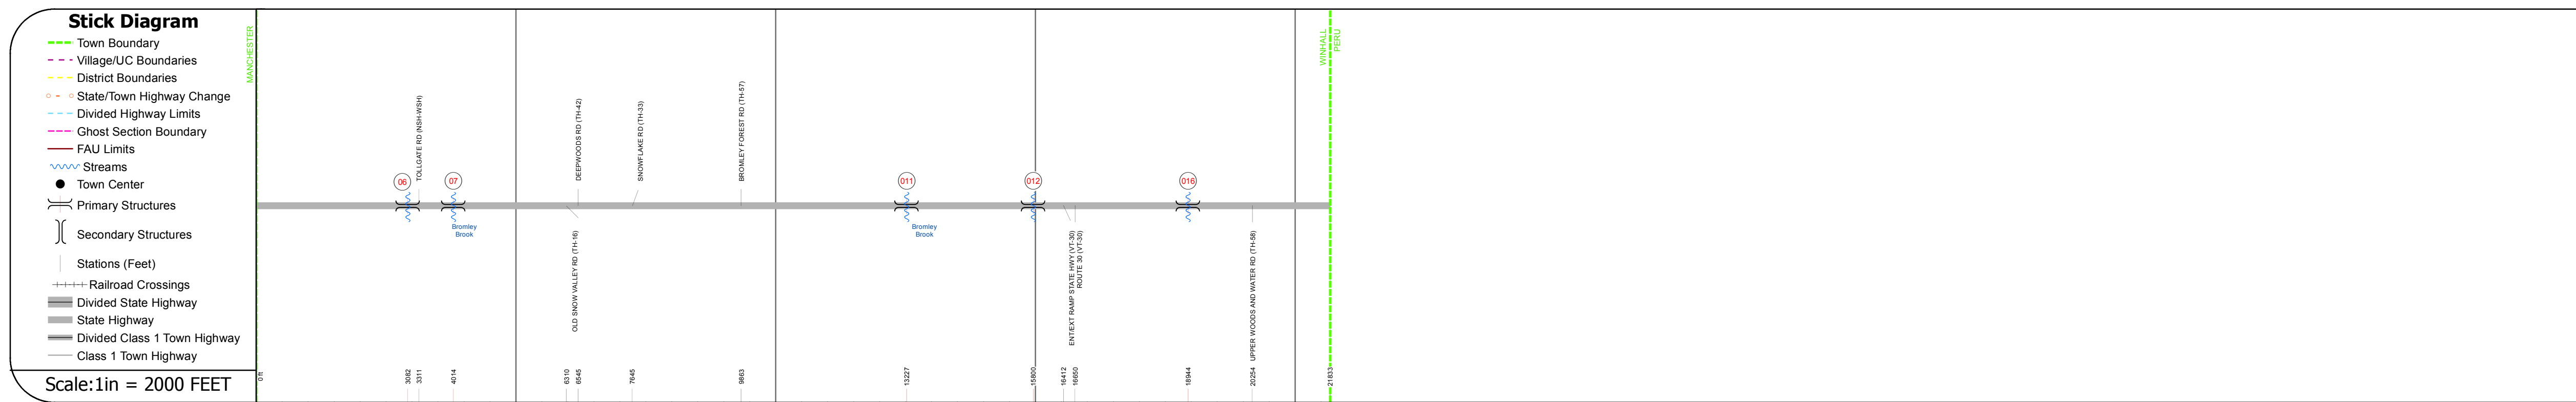 Stick Diagram
Town Boundary
Village/UC Boundaries
District Boundaries
State/Town Highway Change
Divided Highway Limits
Ghost Section Boundary
FAU Limits
Streams
Town Center
Primary Structures
Secondary Structures
Stations (Feet)
Railroad Crossings
Divided State Highway
State Highway
Divided Class 1 Town Highway
Class 1 Town Highway
Scale:1in = 2000 FEET
MANCHESTER
WINHALL
PERU
TOLLGATE RD (NSH-WSH)
DEEPWOODS RD (TH-42)
SNOWFLAKE RD (TH-33)
BROMLEY FOREST RD (TH-57)
06
07
011
012
016
Bromley
Brook
Bromley
Brook
OLD SNOW VALLEY RD (TH-16)
ENT/EXT RAMP STATE HWY (VT-30)
ROUTE 30 (VT-30)
UPPER WOODS AND WATER RD (TH-58)
0 ft
3082
3311
4014
6310
6545
7645
9863
13227
15800
16412
16650
18944
20254
21833